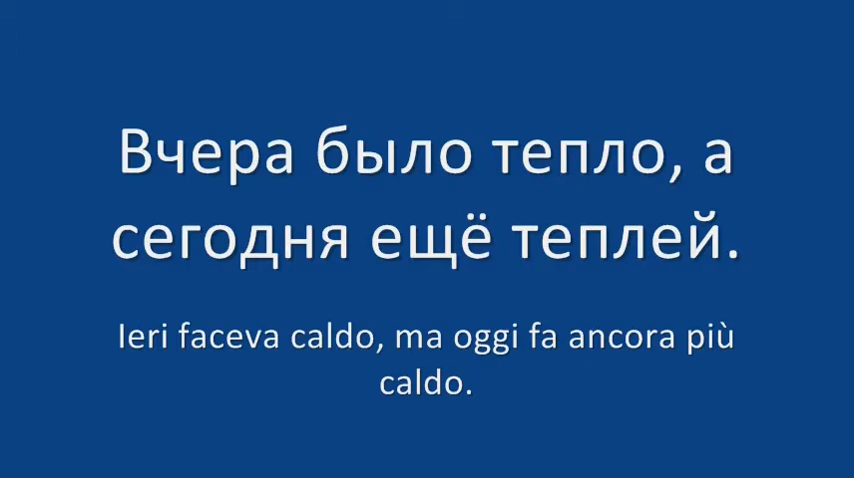 Вчера было тепло, а
сегодня ещё теплей.
Ieri faceva caldo, ma oggi fa ancora più
caldo.